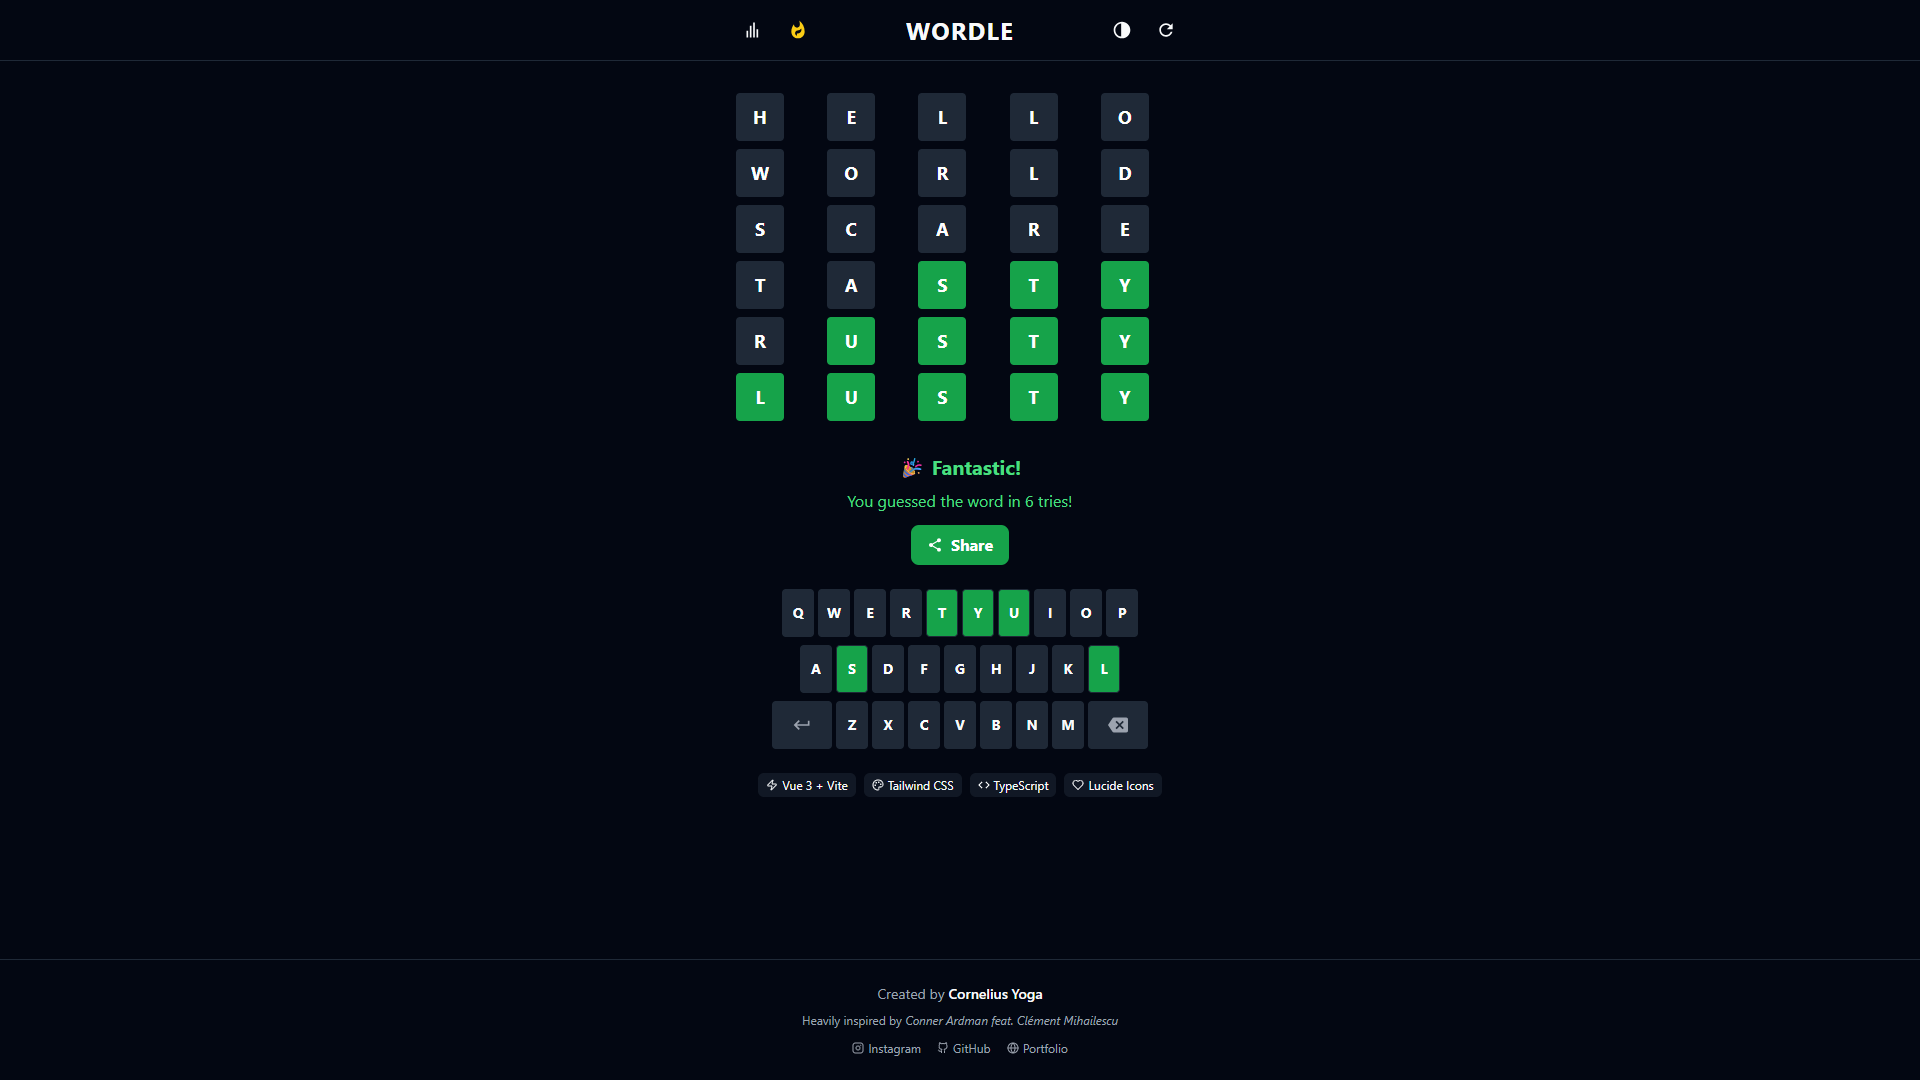 WORDLE
H E L L O
W O R L D
S C A R E
T A S T Y
R U S T Y
L U S T Y
🎉 Fantastic!
You guessed the word in 6 tries!
Share
Q W E R T Y U I O P
A S D F G H J K L
Z X C V B N M
Vue 3 + Vite Tailwind CSS TypeScript Lucide Icons
Created by Cornelius Yoga
Heavily inspired by Conner Ardman feat. Clément Mihailescu
Instagram GitHub Portfolio